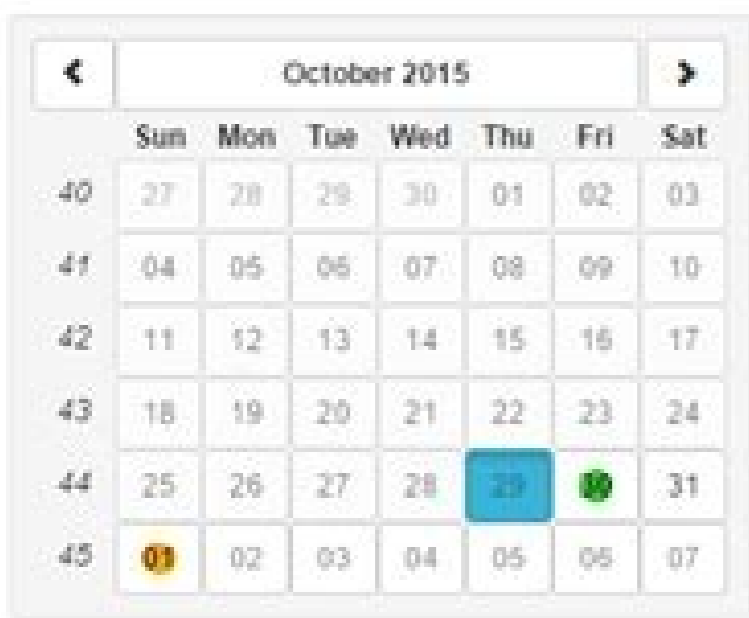 October 2015
Sun Mon Tue Wed Thu Fri Sat
40 27 28 29 30 01 02 03
41 04 05 06 07 08 09 10
42 11 12 13 14 15 16 17
43 18 19 20 21 22 23 24
44 25 26 27 28 29 30 31
45 01 02 03 04 05 06 07